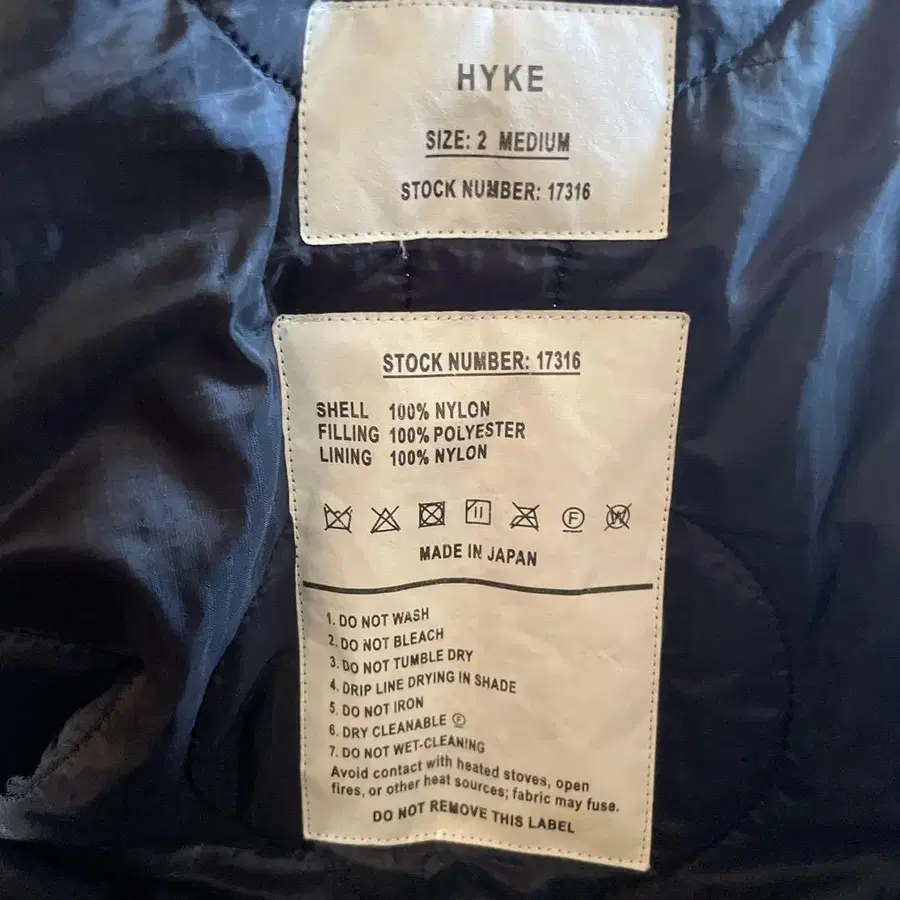 HYKE
SIZE: 2 MEDIUM
STOCK NUMBER: 17316
STOCK NUMBER: 17316
SHELL 100% NYLON
FILLING 100% POLYESTER
LINING 100% NYLON
F W
MADE IN JAPAN
1. DO NOT WASH
2. DO NOT BLEACH
3. DO NOT TUMBLE DRY
4. DRIP LINE DRYING IN SHADE
5. DO NOT IRON
6. DRY CLEANABLE Ⓕ
7. DO NOT WET-CLEANING
Avoid contact with heated stoves, open
fires, or other heat sources; fabric may fuse.
DO NOT REMOVE THIS LABEL